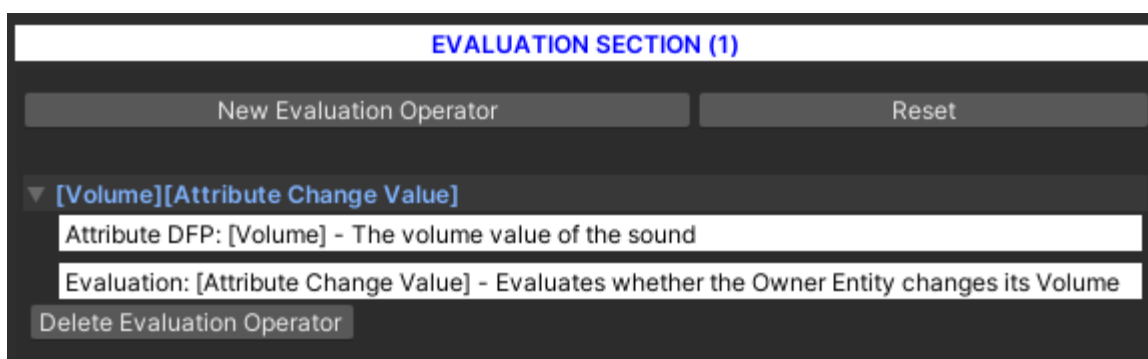 EVALUATION SECTION (1)
New Evaluation Operator Reset
[Volume][Attribute Change Value]
Attribute DFP: [Volume] - The volume value of the sound
Evaluation: [Attribute Change Value] - Evaluates whether the Owner Entity changes its Volume
Delete Evaluation Operator